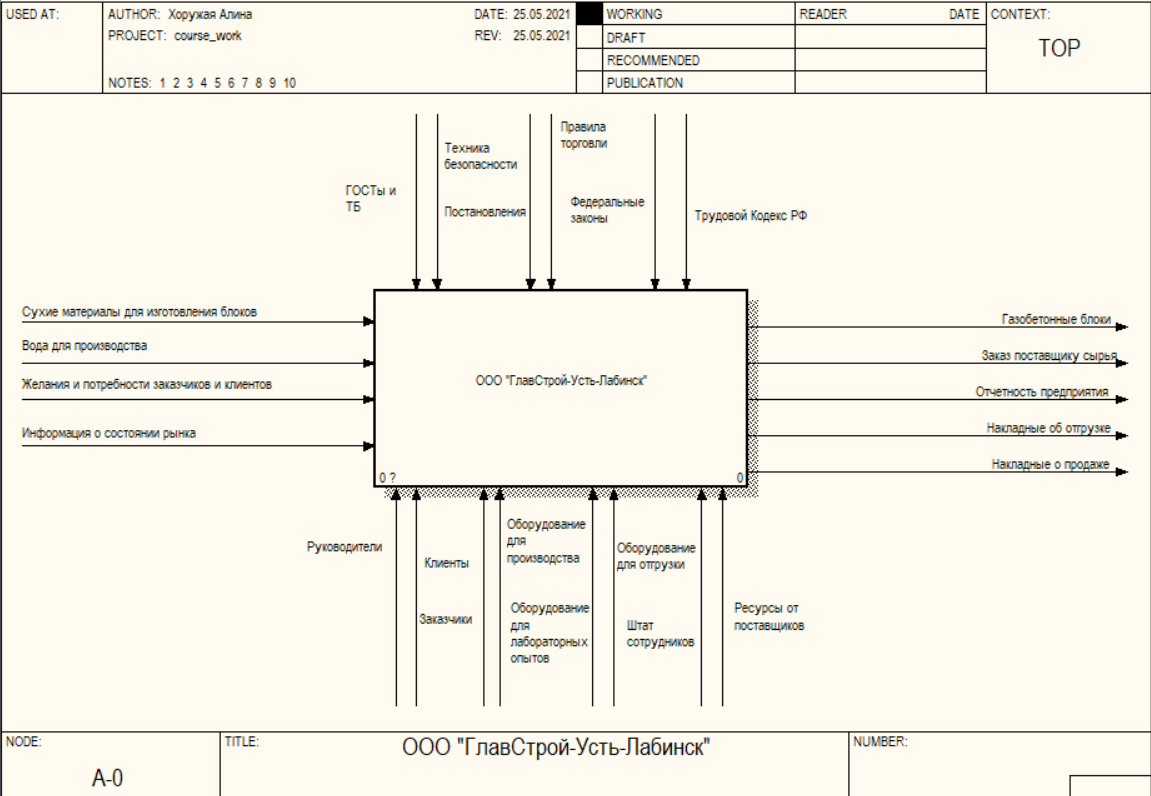 USED AT:
AUTHOR: Хоружая Алина
DATE: 25.05.2021
PROJECT: course_work
REV: 25.05.2021
NOTES: 1 2 3 4 5 6 7 8 9 10
WORKING
DRAFT
RECOMMENDED
PUBLICATION
READER
DATE
CONTEXT:
TOP
ГОСТы и
ТБ
Техника
безопасности
Постановления
Правила
торговли
Федеральные
законы
Трудовой Кодекс РФ
Сухие материалы для изготовления блоков
Вода для производства
Желания и потребности заказчиков и клиентов
Информация о состоянии рынка
ООО "ГлавСтрой-Усть-Лабинск"
0 ?
0
Газобетонные блоки
Заказ поставщику сырья
Отчетность предприятия
Накладные об отгрузке
Накладные о продаже
Руководители
Клиенты
Заказчики
Оборудование
для
производства
Оборудование
для
лабораторных
опытов
Оборудование
для отгрузки
Штат
сотрудников
Ресурсы от
поставщиков
NODE:
A-0
TITLE:
ООО "ГлавСтрой-Усть-Лабинск"
NUMBER: